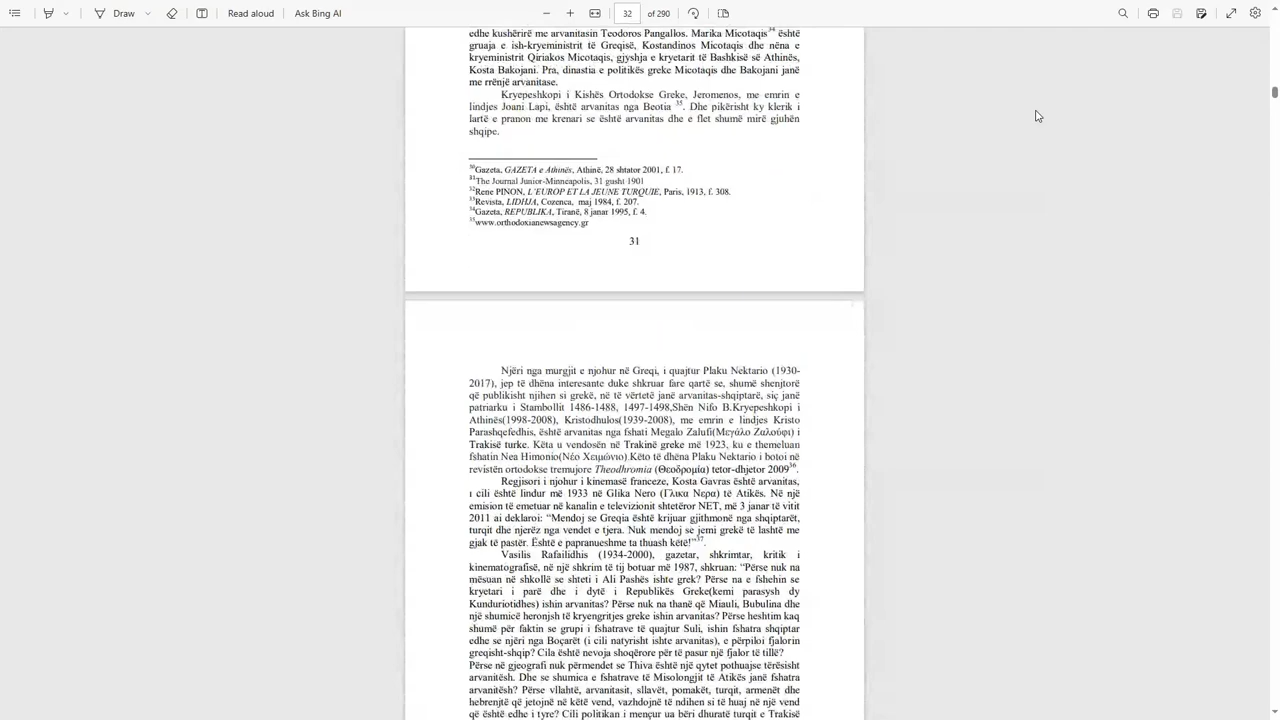 Draw
Read aloud
Ask Bing AI
32 of 290
edhe kushërirë me arvanitasin Teodoros Pangallos. Marika Micotaqis34 është
gruaja e ish-kryeministrit të Greqisë, Kostandinos Micotaqis dhe nëna e
kryeministrit Qiriakos Micotaqis, gjyshja e kryetarit të Bashkisë së Athinës,
Kosta Bakojani. Pra, dinastia e politikës greke Micotaqis dhe Bakojani janë
me rrënjë arvanitase.
Kryepeshkopi i Kishës Ortodokse Greke, Jeromenos, me emrin e
lindjes Joani Lapi, është arvanitas nga Beotia 35. Dhe pikërisht ky klerik i
lartë e pranon me krenari se është arvanitas dhe e flet shumë mirë gjuhën
shqipe.
30Gazeta, GAZETA e Athinës, Athinë, 28 shtator 2001, f. 17.
31The Journal Junior-Minneapolis, 31 gusht 1901
32Rene PINON, L'EUROP ET LA JEUNE TURQUIE, Paris, 1913, f. 308.
33Revista, LIDHJA, Cozenca, maj 1984, f. 207.
34Gazeta, REPUBLIKA, Tiranë, 8 janar 1995, f. 4.
35www.orthodoxianewsagency.gr
31
Njëri nga murgjit e njohur në Greqi, i quajtur Plaku Nektario (1930-
2017), jep të dhëna interesante duke shkruar fare qartë se, shumë shenjtorë
që publikisht njihen si grekë, në të vërtetë janë arvanitas-shqiptarë, siç janë
patriarku i Stambollit 1486-1488, 1497-1498,Shën Nifo B.Kryepeshkopi i
Athinës(1998-2008), Kristodhulos(1939-2008), me emrin e lindjes Kristo
Parashqefedhis, është arvanitas nga fshati Megalo Zalufi(Μεγάλο Ζαλούφι) i
Trakisë turke. Këta u vendosën në Trakinë greke më 1923, ku e themeluan
fshatin Nea Himonio(Νέο Χειμώνιο).Këto të dhëna Plaku Nektario i botoi në
revistën ortodokse tremujore Theodhromia (Θεοδρομία) tetor-dhjetor 200936.
Regjisori i njohur i kinemasë franceze, Kosta Gavras është arvanitas,
i cili është lindur më 1933 në Glika Nero (Γλικα Νερα) të Atikës. Në një
emision të emetuar në kanalin e televizionit shtetëror NET, më 3 janar të vitit
2011 ai deklaroi: “Mendoj se Greqia është krijuar gjithmonë nga shqiptarët,
turqit dhe njerëz nga vendet e tjera. Nuk mendoj se jemi grekë të lashtë me
gjak të pastër. Është e papranueshme ta thuash këtë!”37.
Vasilis Rafailidhis (1934-2000), gazetar, shkrimtar, kritik i
kinematografisë, në një shkrim të tij botuar më 1987, shkruan: “Përse nuk na
mësuan në shkollë se shteti i Ali Pashës ishte grek? Përse na e fshehin se
kryetari i parë dhe i dytë i Republikës Greke(kemi parasysh dy
Kunduriotidhes) ishin arvanitas? Përse nuk na thanë që Miauli, Bubulina dhe
një shumicë heronjsh të kryengritjes greke ishin arvanitas? Përse heshtim kaq
shumë për faktin se grupi i fshatrave të quajtur Suli, ishin fshatra shqiptar
edhe se njëri nga Boçarët (i cili natyrisht ishte arvanitas), e përpiloi fjalorin
greqisht-shqip? Cila është nevoja shoqërore për të pasur një fjalor të tillë?
Përse në gjeografi nuk përmendet se Thiva është një qytet pothuajse tërësisht
arvanitësh. Dhe se shumica e fshatrave të Misolongjit të Atikës janë fshatra
arvanitësh? Përse vllahtë, arvanitasit, sllavët, pomakët, turqit, armenët dhe
hebrenjtë që jetojnë në këtë vend, vazhdojnë të ndihen si të huaj në një vend
që është edhe i tyre? Cili politikan i mençur ua bëri dhuratë turqit e Trakisë